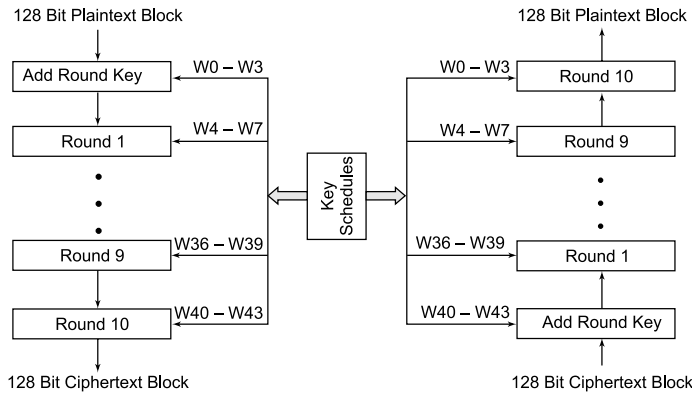 128 Bit Plaintext Block
Add Round Key
W0 – W3
Round 1
W4 – W7
Round 9
W36 – W39
Round 10
W40 – W43
128 Bit Ciphertext Block
Key
Schedules
128 Bit Plaintext Block
W0 – W3
Round 10
W4 – W7
Round 9
W36 – W39
Round 1
W40 – W43
Add Round Key
128 Bit Ciphertext Block